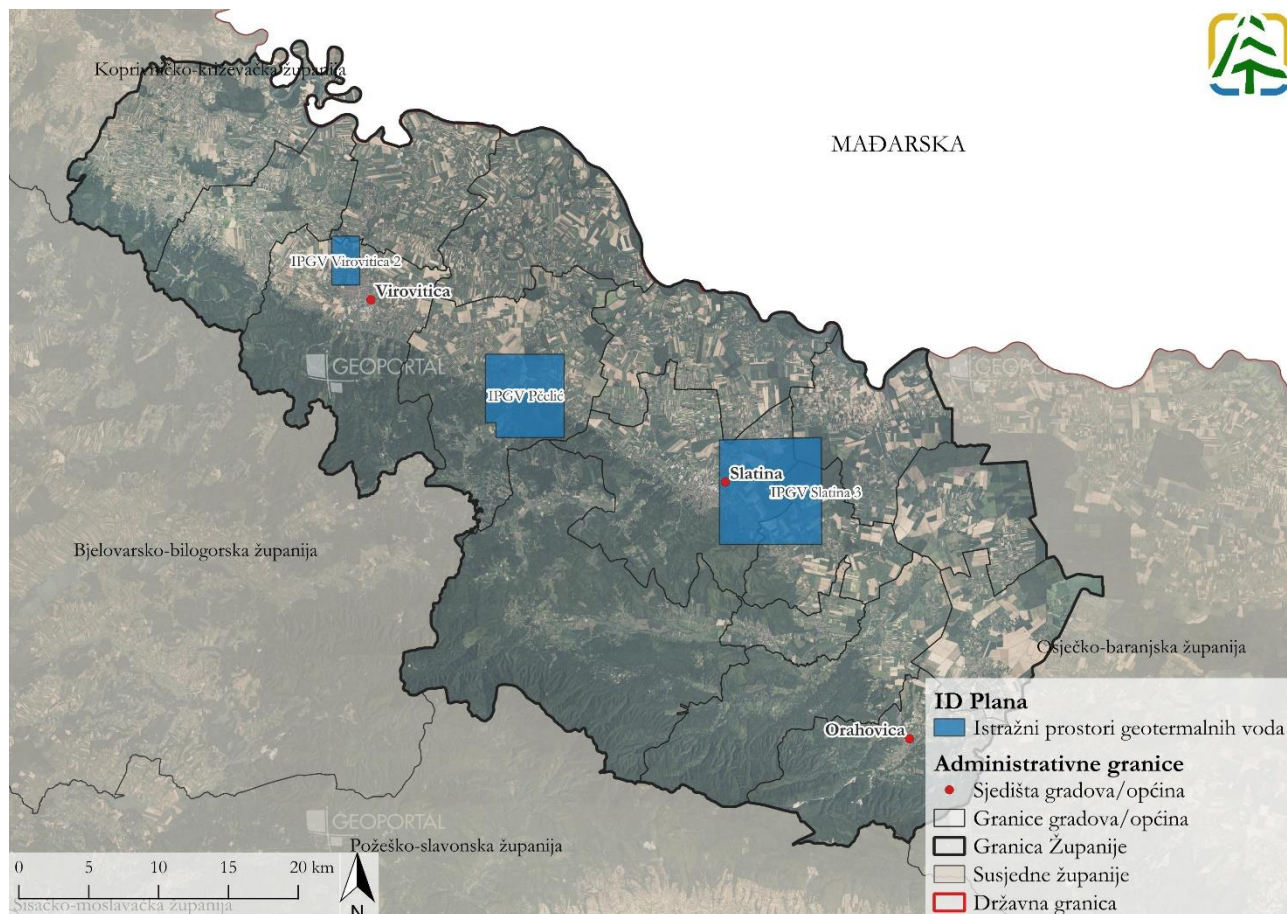 Koprivničko-križevačka županija
MAĐARSKA
IPGV Virovitica 2
Virovitica
GEOPORTAL
GEOPORTAL
IPGV Pčelić
Slatina
IPGV Slatina 3
Bjelovarsko-bilogorska županija
Osječko-baranjska županija
Orahovica
GEOPORTAL
Požeško-slavonska županija
0 5 10 15 20 km
N
Sisačko-moslavačka županija
ID Plana
Istražni prostori geotermalnih voda
Administrativne granice
Sjedišta gradova/općina
Granice gradova/općina
Granica Županije
Susjedne županije
Državna granica